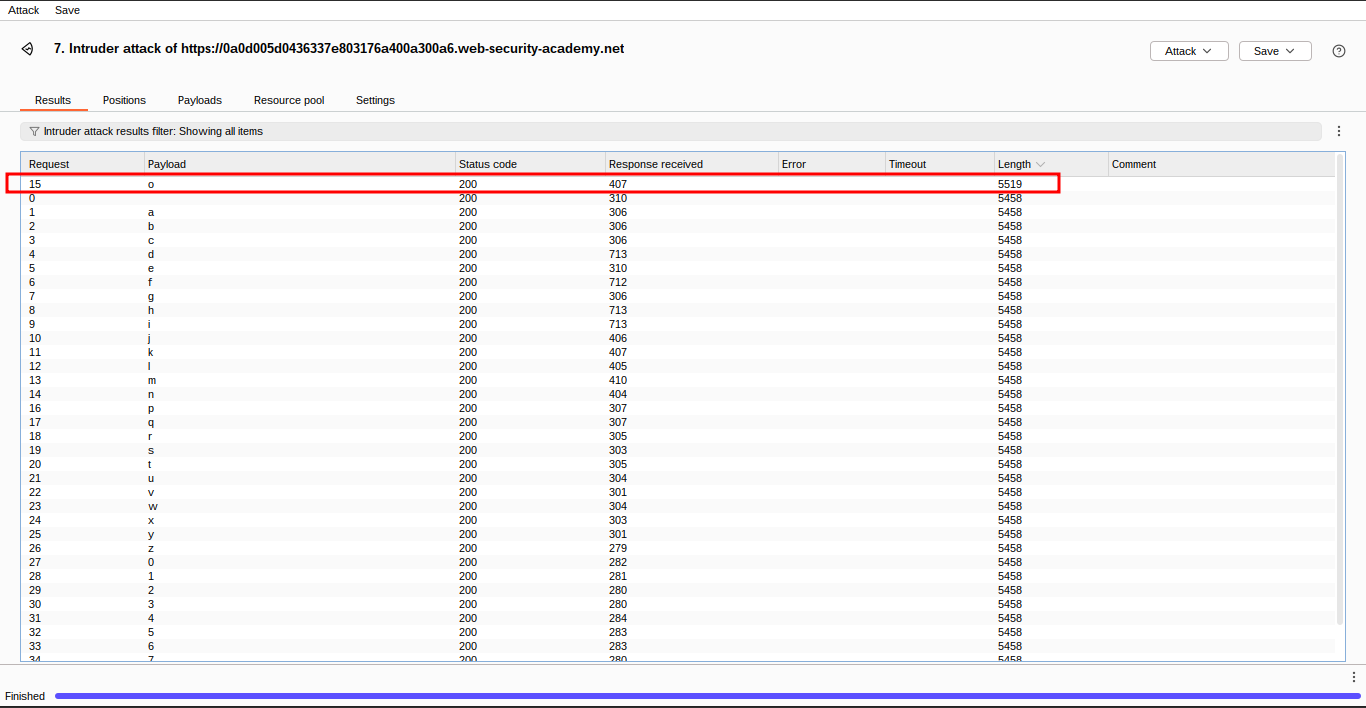 Attack Save
7. Intruder attack of https://0a0d005d0436337e803176a400a300a6.web-security-academy.net
Attack Save
Results Positions Payloads Resource pool Settings
Intruder attack results filter: Showing all items
Request Payload Status code Response received Error Timeout Length Comment
15 o 200 407 5519
0 200 310 5458
1 a 200 306 5458
2 b 200 306 5458
3 c 200 306 5458
4 d 200 713 5458
5 e 200 310 5458
6 f 200 712 5458
7 g 200 306 5458
8 h 200 713 5458
9 i 200 713 5458
10 j 200 406 5458
11 k 200 407 5458
12 l 200 405 5458
13 m 200 410 5458
14 n 200 404 5458
16 p 200 307 5458
17 q 200 307 5458
18 r 200 305 5458
19 s 200 303 5458
20 t 200 305 5458
21 u 200 304 5458
22 v 200 301 5458
23 w 200 304 5458
24 x 200 303 5458
25 y 200 301 5458
26 z 200 279 5458
27 0 200 282 5458
28 1 200 281 5458
29 2 200 280 5458
30 3 200 280 5458
31 4 200 284 5458
32 5 200 283 5458
33 6 200 283 5458
34 7 200 280 5458
Finished